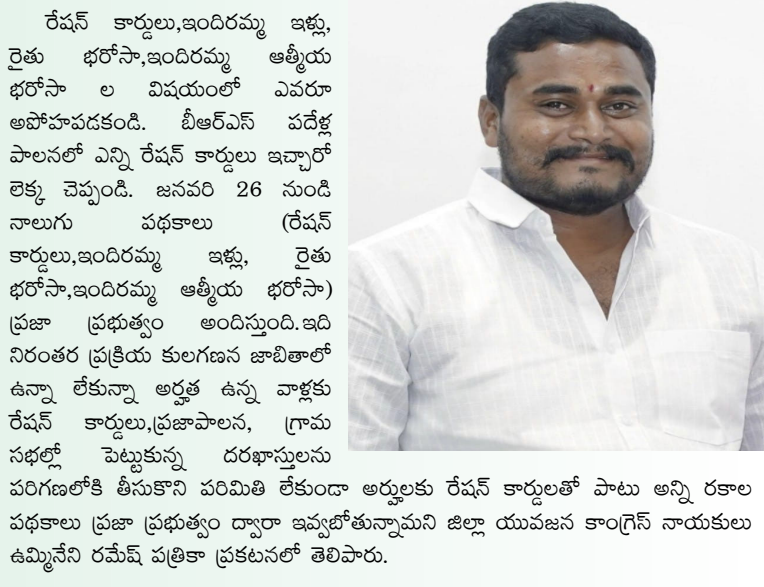 రేషన్ కార్డులు,ఇందిరమ్మ ఇళ్లు,
రైతు భరోసా,ఇందిరమ్మ ఆత్మీయ
భరోసా ల విషయంలో ఎవరూ
అపోహపడకండి. బీఆర్ఎస్ పదేళ్ల
పాలనలో ఎన్ని రేషన్ కార్డులు ఇచ్చారో
లెక్క చెప్పండి. జనవరి 26 నుండి
నాలుగు పథకాలు (రేషన్
కార్డులు,ఇందిరమ్మ ఇళ్లు, రైతు
భరోసా,ఇందిరమ్మ ఆత్మీయ భరోసా)
ప్రజా ప్రభుత్వం అందిస్తుంది.ఇది
నిరంతర ప్రక్రియ కులగణన జాబితాలో
ఉన్నా లేకున్నా అర్హత ఉన్న వాళ్లకు
రేషన్ కార్డులు,ప్రజాపాలన, గ్రామ
సభల్లో పెట్టుకున్న దరఖాస్తులను
పరిగణలోకి తీసుకొని పరిమితి లేకుండా అర్హులకు రేషన్ కార్డులతో పాటు అన్ని రకాల
పథకాలు ప్రజా ప్రభుత్వం ద్వారా ఇవ్వబోతున్నామని జిల్లా యువజన కాంగ్రెస్ నాయకులు
ఉమ్మినేని రమేష్ పత్రికా ప్రకటనలో తెలిపారు.